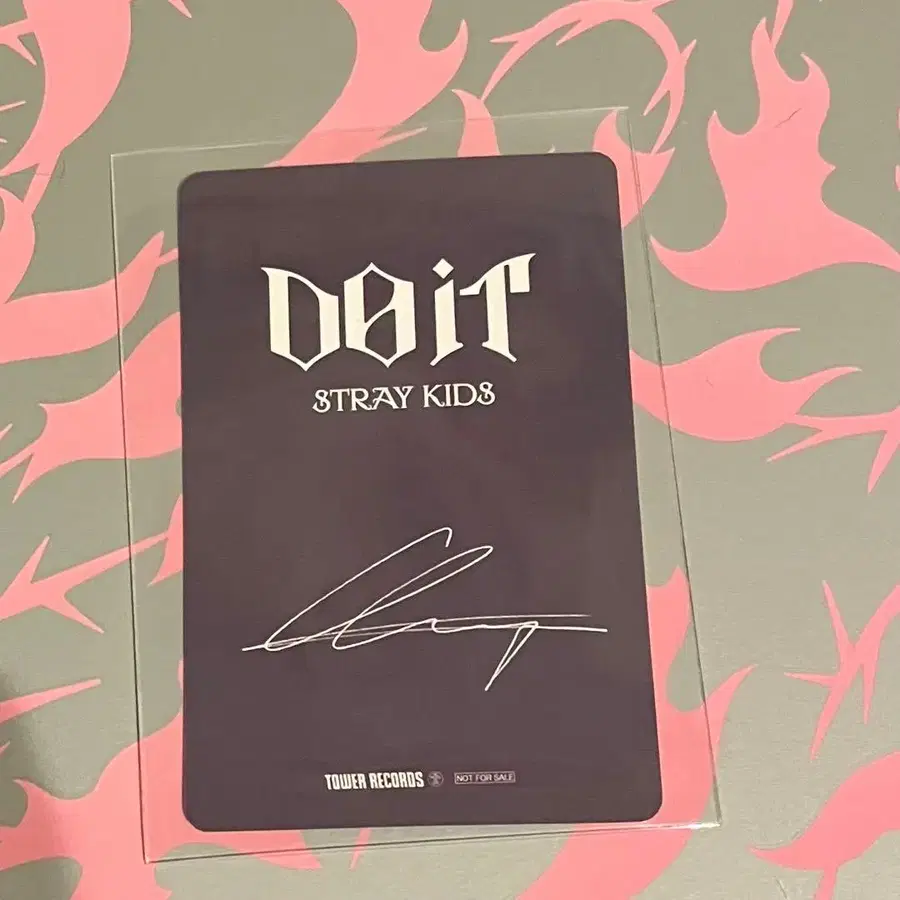 DO iT
STRAY KIDS
TOWER RECORDS NOT FOR SALE